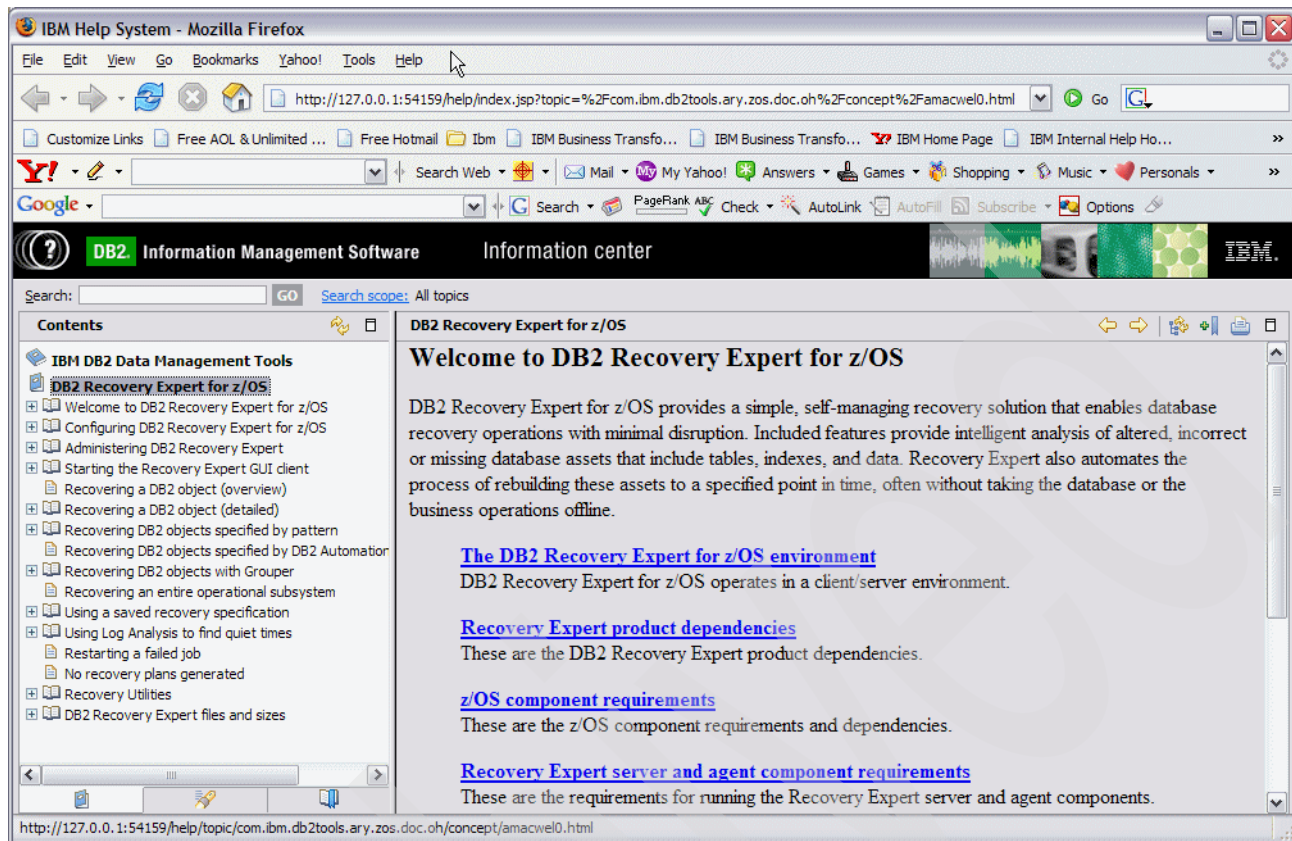 IBM Help System - Mozilla Firefox
File Edit View Go Bookmarks Yahoo! Tools Help
http://127.0.0.1:54159/help/index.jsp?topic=%2Fcom.ibm.db2tools.ary.zos.doc.oh%2Fconcept%2Famacwel0.html Go G
Customize Links Free AOL & Unlimited ... Free Hotmail Ibm IBM Business Transfo... IBM Business Transfo... IBM Home Page IBM Internal Help Ho... »
Y! Search Web Mail My My Yahoo! Answers Games Shopping Music Personals »
Google G Search PageRank ABC Check AutoLink AutoFill Subscribe Options
(?) DB2. Information Management Software Information center IBM.
Search: GO Search scope: All topics
Contents
IBM DB2 Data Management Tools
DB2 Recovery Expert for z/OS
Welcome to DB2 Recovery Expert for z/OS
Configuring DB2 Recovery Expert for z/OS
Administering DB2 Recovery Expert
Starting the Recovery Expert GUI client
Recovering a DB2 object (overview)
Recovering a DB2 object (detailed)
Recovering DB2 objects specified by pattern
Recovering DB2 objects specified by DB2 Automation
Recovering DB2 objects with Grouper
Recovering an entire operational subsystem
Using a saved recovery specification
Using Log Analysis to find quiet times
Restarting a failed job
No recovery plans generated
Recovery Utilities
DB2 Recovery Expert files and sizes
DB2 Recovery Expert for z/OS
Welcome to DB2 Recovery Expert for z/OS
DB2 Recovery Expert for z/OS provides a simple, self-managing recovery solution that enables database
recovery operations with minimal disruption. Included features provide intelligent analysis of altered, incorrect
or missing database assets that include tables, indexes, and data. Recovery Expert also automates the
process of rebuilding these assets to a specified point in time, often without taking the database or the
business operations offline.
The DB2 Recovery Expert for z/OS environment
DB2 Recovery Expert for z/OS operates in a client/server environment.
Recovery Expert product dependencies
These are the DB2 Recovery Expert product dependencies.
z/OS component requirements
These are the z/OS component requirements and dependencies.
Recovery Expert server and agent component requirements
These are the requirements for running the Recovery Expert server and agent components.
http://127.0.0.1:54159/help/topic/com.ibm.db2tools.ary.zos.doc.oh/concept/amacwel0.html